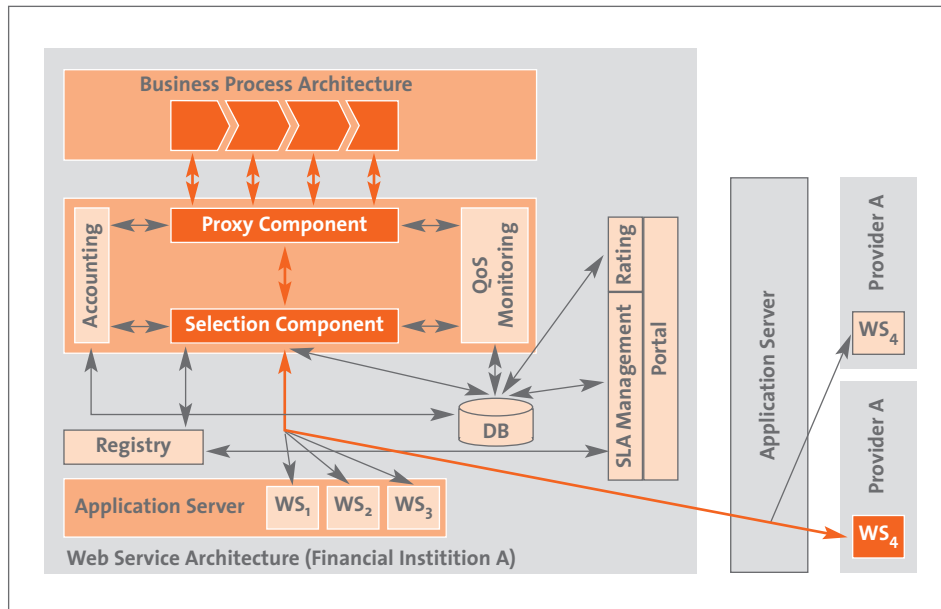 Business Process Architecture
Proxy Component
Accounting
QoS
Monitoring
Selection Component
Rating
SLA Management
Portal
DB
Registry
Application Server
WS₁
WS₂
WS₃
Web Service Architecture (Financial Institition A)
Application Server
Provider A
WS₄
Provider A
WS₄